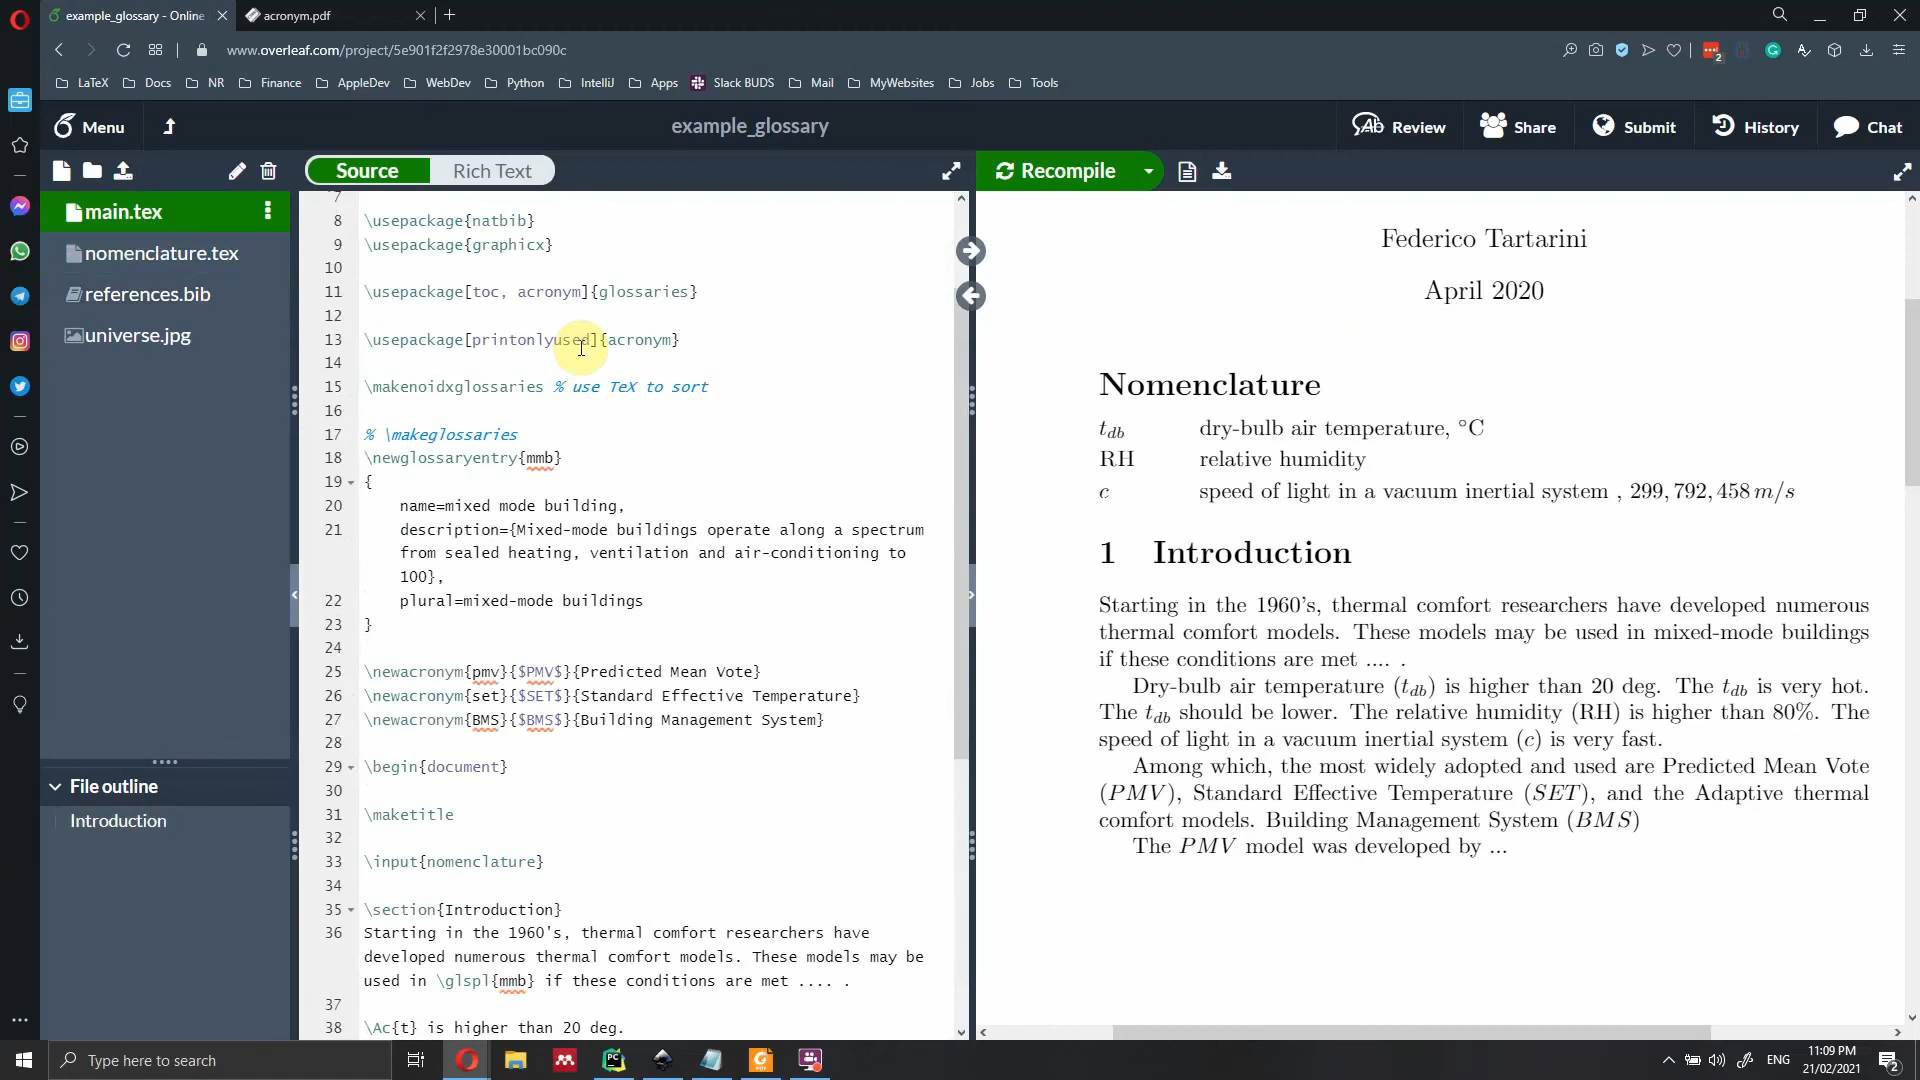 example_glossary - Online
acronym.pdf
www.overleaf.com/project/5e901f2f2978e30001bc090c
2
LaTeX Docs NR Finance AppleDev WebDev Python IntelliJ Apps Slack BUDS Mail MyWebsites Jobs Tools
Menu
example_glossary
Review Share Submit History Chat
Source Rich Text
Recompile
main.tex
nomenclature.tex
references.bib
universe.jpg
File outline
Introduction
7
8 \usepackage{natbib}
9 \usepackage{graphicx}
10
11 \usepackage[toc, acronym]{glossaries}
12
13 \usepackage[printonlyused]{acronym}
14
15 \makenoidxglossaries % use TeX to sort
16
17 % \makeglossaries
18 \newglossaryentry{mmb}
19 {
20 name=mixed mode building,
21 description={Mixed-mode buildings operate along a spectrum
from sealed heating, ventilation and air-conditioning to
100},
22 plural=mixed-mode buildings
23 }
24
25 \newacronym{pmv}{$PMV$}{Predicted Mean Vote}
26 \newacronym{set}{$SET$}{Standard Effective Temperature}
27 \newacronym{BMS}{$BMS$}{Building Management System}
28
29 \begin{document}
30
31 \maketitle
32
33 \input{nomenclature}
34
35 \section{Introduction}
36 Starting in the 1960's, thermal comfort researchers have
developed numerous thermal comfort models. These models may be
used in \glspl{mmb} if these conditions are met .... .
37
38 \Ac{t} is higher than 20 deg.
Federico Tartarini
April 2020
Nomenclature
t_db dry-bulb air temperature, °C
RH relative humidity
c speed of light in a vacuum inertial system , 299,792,458 m/s
1 Introduction
Starting in the 1960's, thermal comfort researchers have developed numerous
thermal comfort models. These models may be used in mixed-mode buildings
if these conditions are met .... .
Dry-bulb air temperature (t_db) is higher than 20 deg. The t_db is very hot.
The t_db should be lower. The relative humidity (RH) is higher than 80%. The
speed of light in a vacuum inertial system (c) is very fast.
Among which, the most widely adopted and used are Predicted Mean Vote
(PMV), Standard Effective Temperature (SET), and the Adaptive thermal
comfort models. Building Management System (BMS)
The PMV model was developed by ...
Type here to search
PC
ENG
11:09 PM
21/02/2021
2